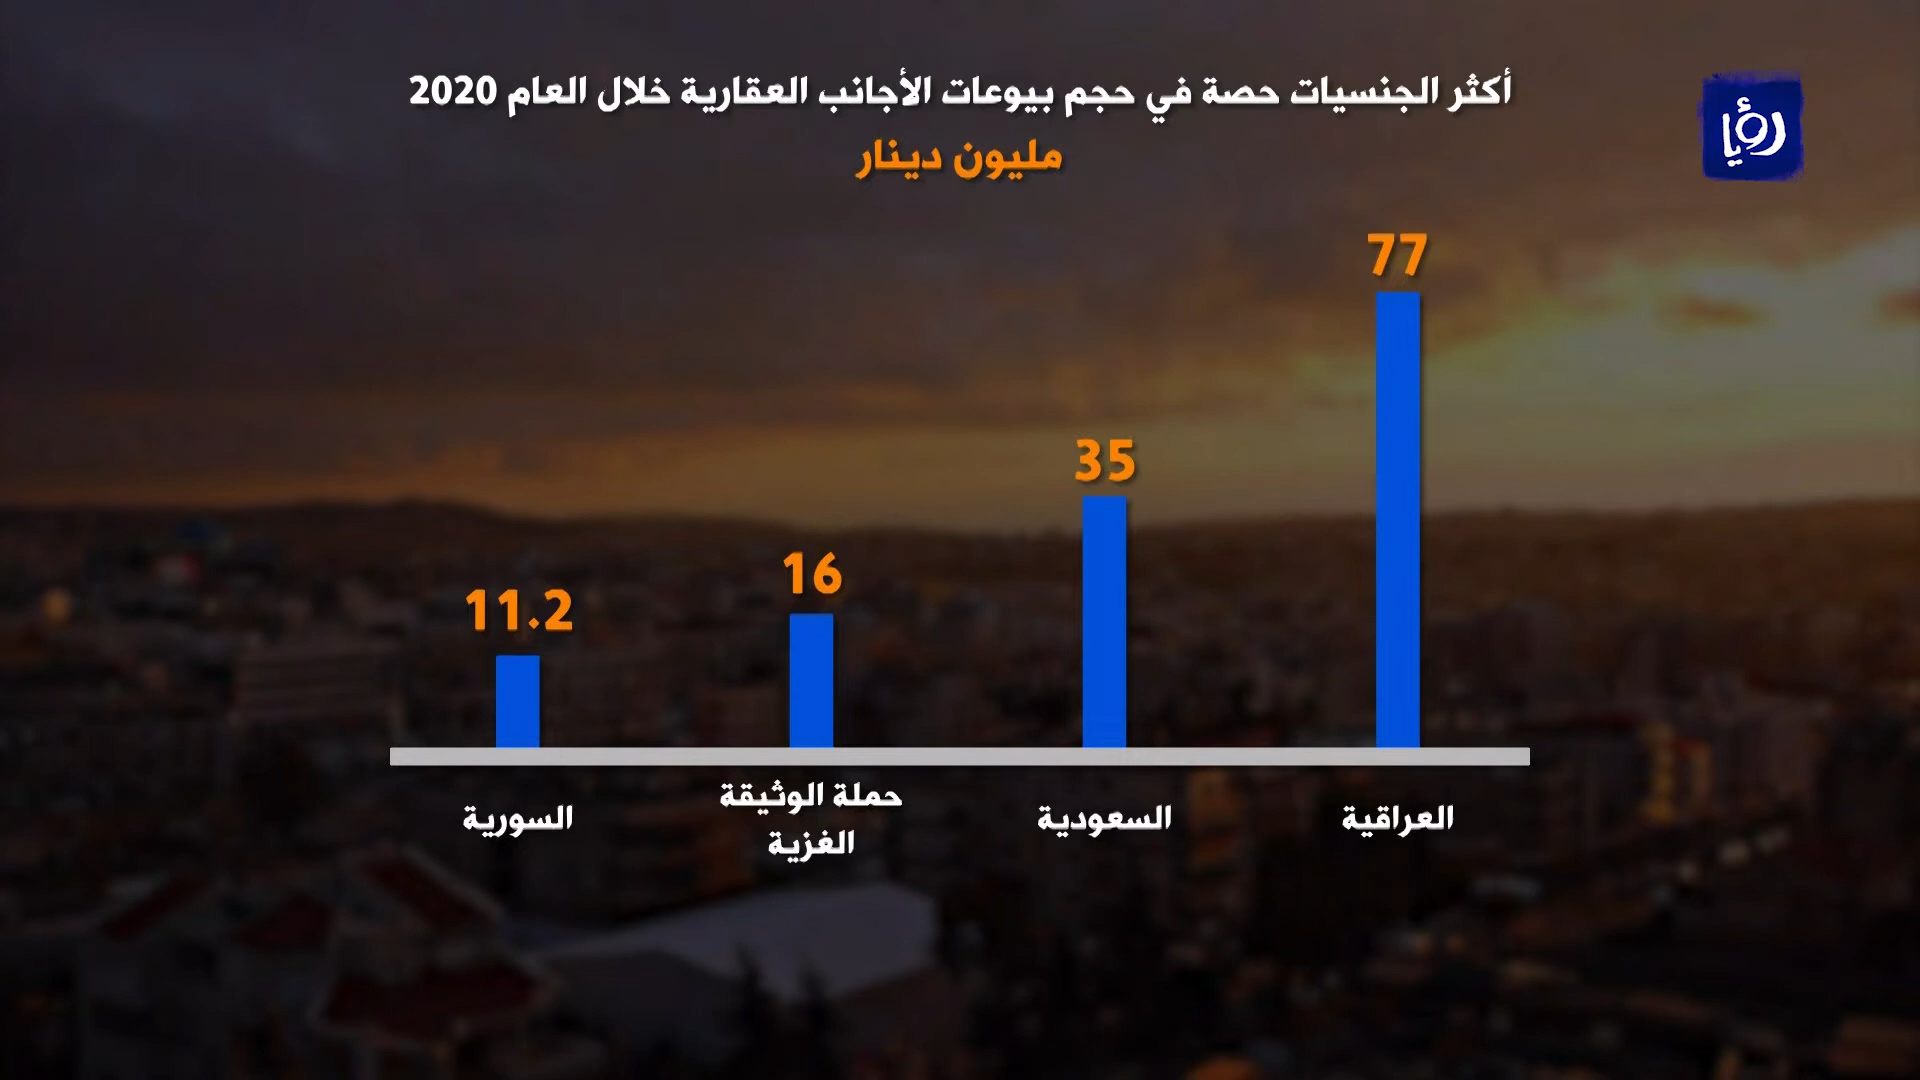 أكثر الجنسيات حصة في حجم بيوعات الأجانب العقارية خلال العام 2020
مليون دينار
رؤيا
77
35
16
11.2
العراقية
السعودية
حملة الوثيقة
الغزية
السورية